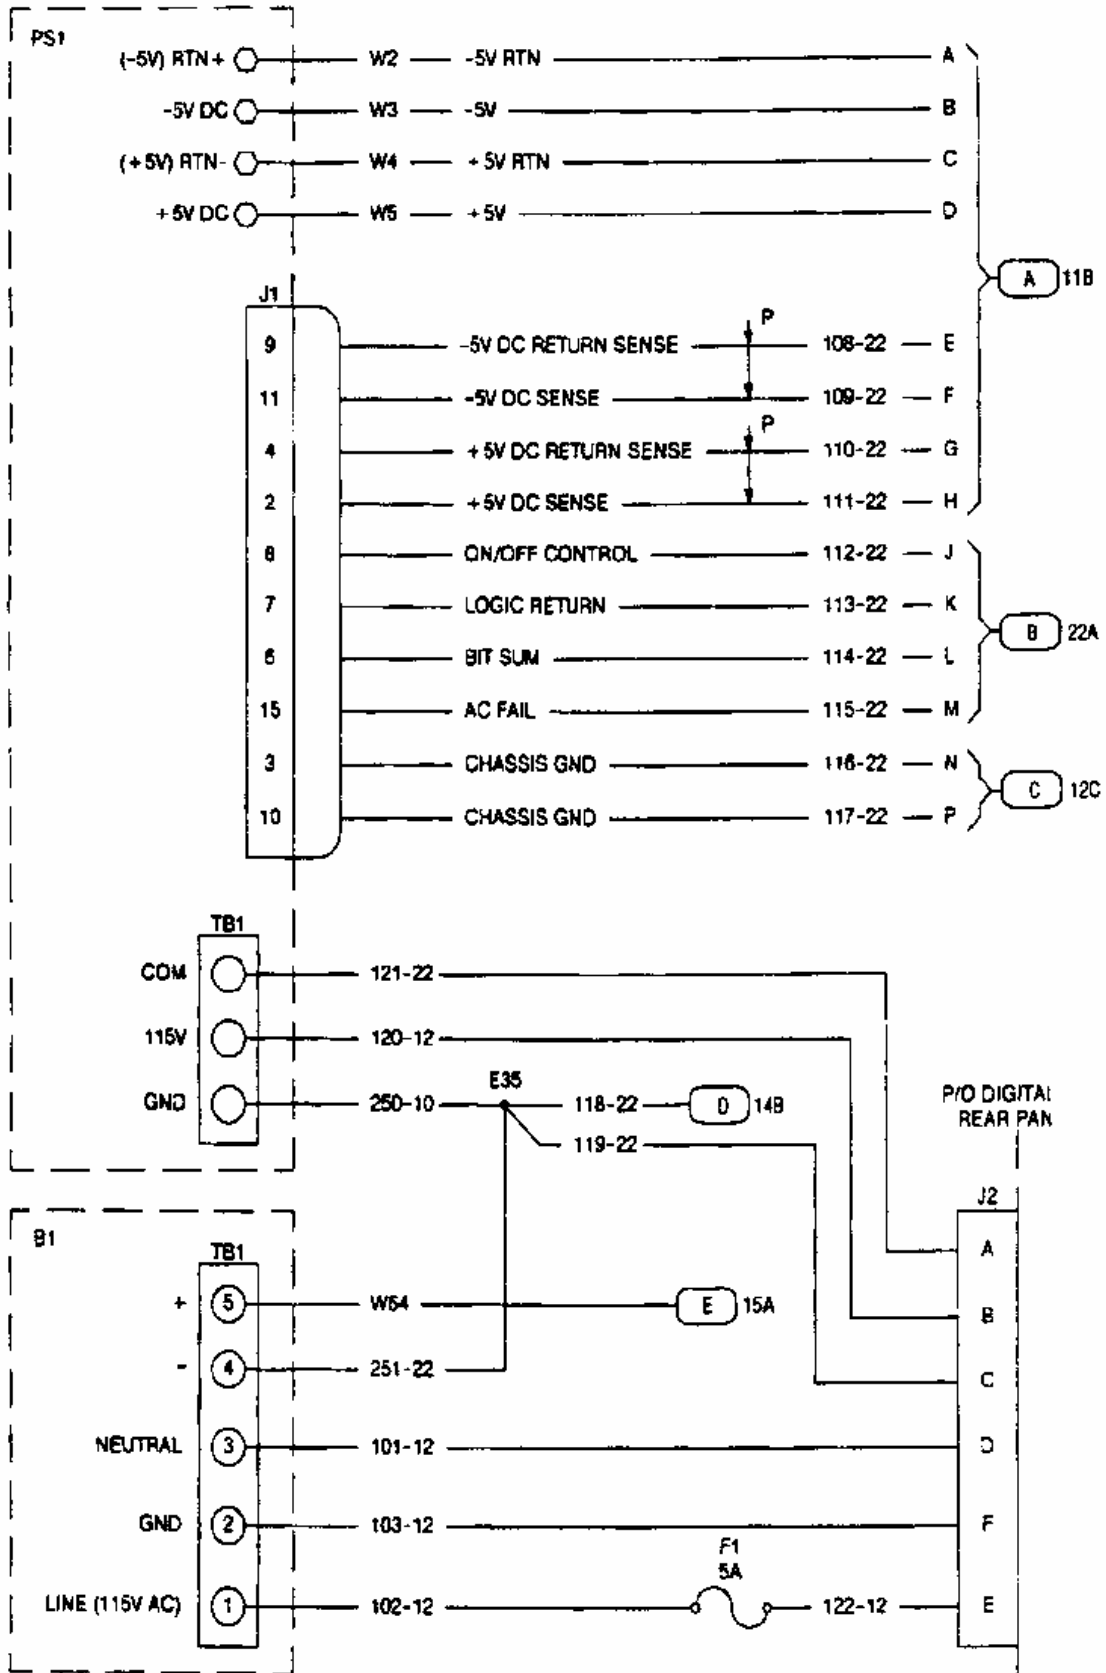 PS1
(-5V) RTN+ W2 -5V RTN A
-5V DC W3 -5V B
(+5V) RTN- W4 +5V RTN C
+5V DC W5 +5V D
A 11B
J1
P
9 -5V DC RETURN SENSE 108-22 E
11 -5V DC SENSE 109-22 F
P
4 +5V DC RETURN SENSE 110-22 G
2 +5V DC SENSE 111-22 H
8 ON/OFF CONTROL 112-22 J
7 LOGIC RETURN 113-22 K
B 22A
6 BIT SUM 114-22 L
15 AC FAIL 115-22 M
3 CHASSIS GND 116-22 N
C 12C
10 CHASSIS GND 117-22 P
TB1
COM 121-22
115V 120-12
E35
GND 250-10 118-22 D 14B
119-22
P/O DIGITAL
REAR PAN
J2
B1
TB1
A
+ 5 W54 E 15A
B
- 4 251-22
C
NEUTRAL 3 101-12 D
GND 2 103-12 F
F1
5A
LINE (115V AC) 1 102-12 122-12 E